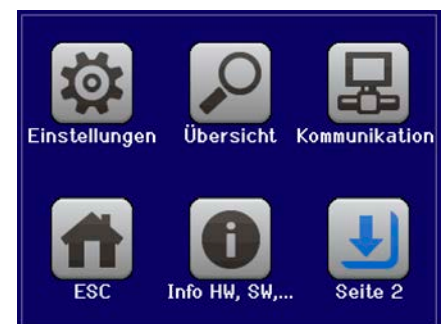 Einstellungen Übersicht Kommunikation
ESC Info HW, SW,... Seite 2